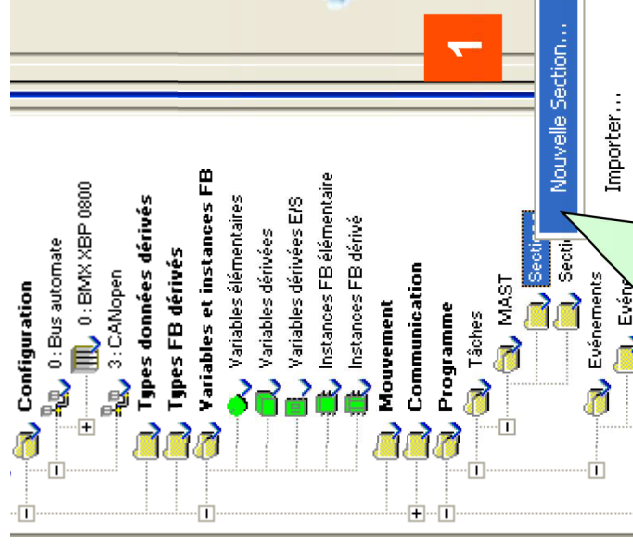 Configuration
0 : Bus automate
0 : BMX XBP 0800
3 : CANopen
Types données dérivés
Types FB dérivés
Variables et instances FB
Variables élémentaires
Variables dérivées
Variables dérivées E/S
Instances FB élémentaire
Instances FB dérivé
Mouvement
Communication
Programme
Tâches
MAST
Section
Nouvelle Section...
Importer...
Evénements
1